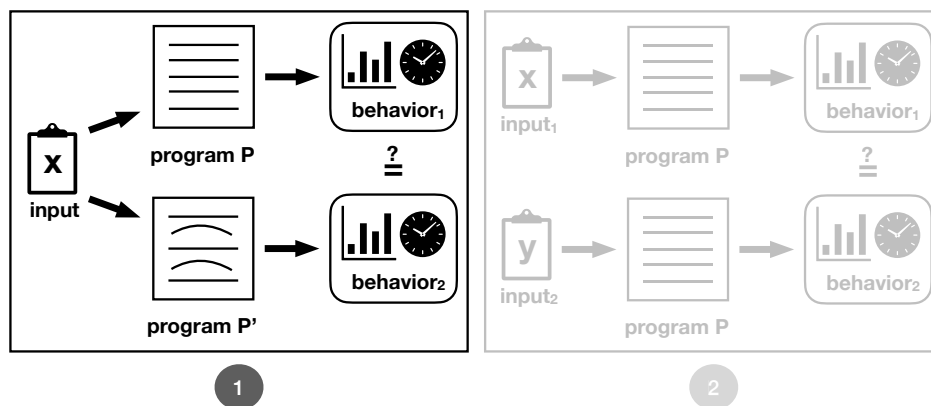 x
input
program P
behavior₁
?
=
program P’
behavior₂
1
x
input₁
program P
behavior₁
?
=
y
input₂
program P
behavior₂
2